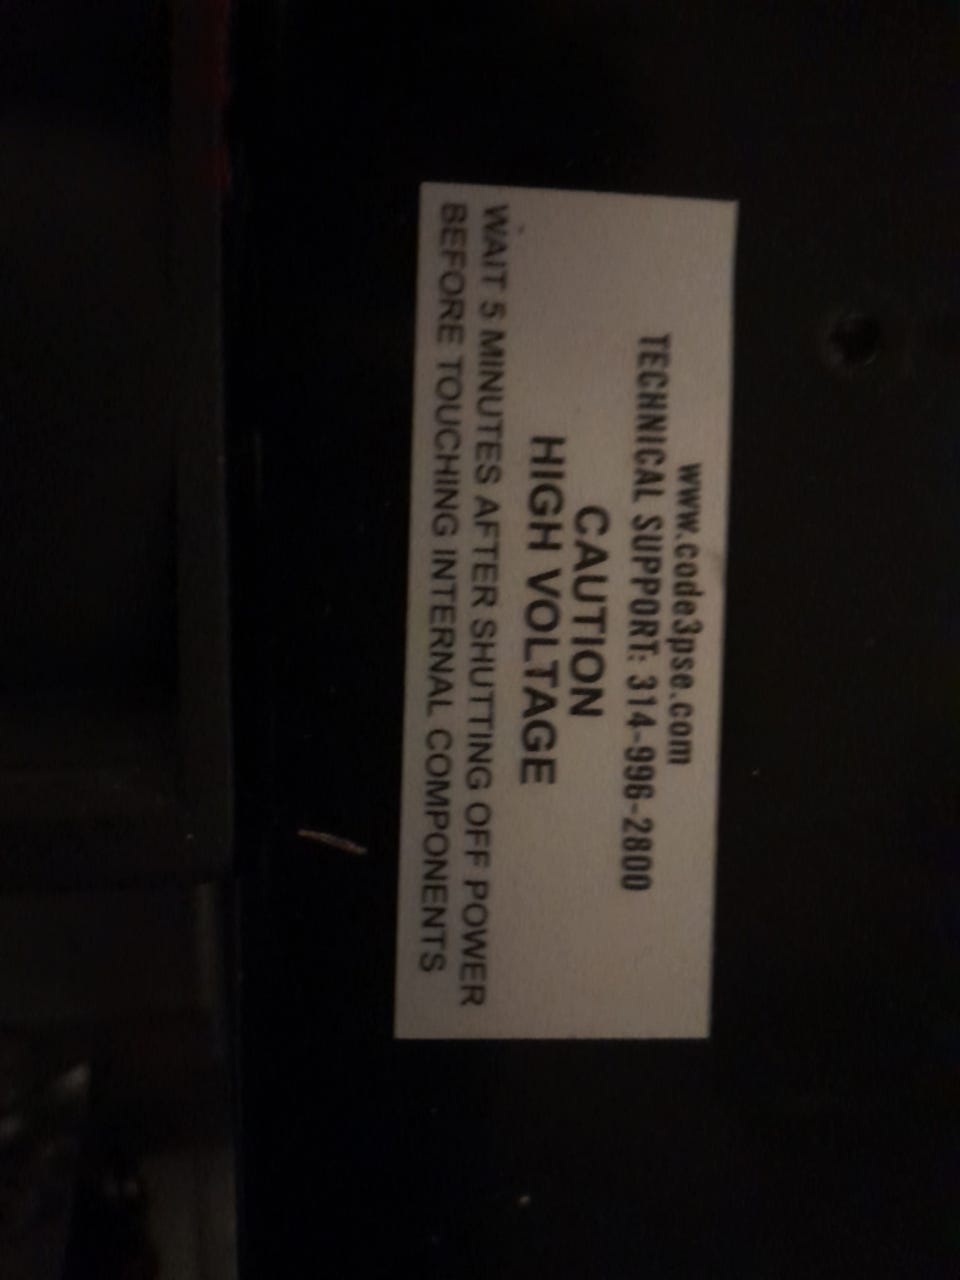 www.code3pse.com
TECHNICAL SUPPORT: 314-996-2800
CAUTION
HIGH VOLTAGE
WAIT 5 MINUTES AFTER SHUTTING OFF POWER
BEFORE TOUCHING INTERNAL COMPONENTS